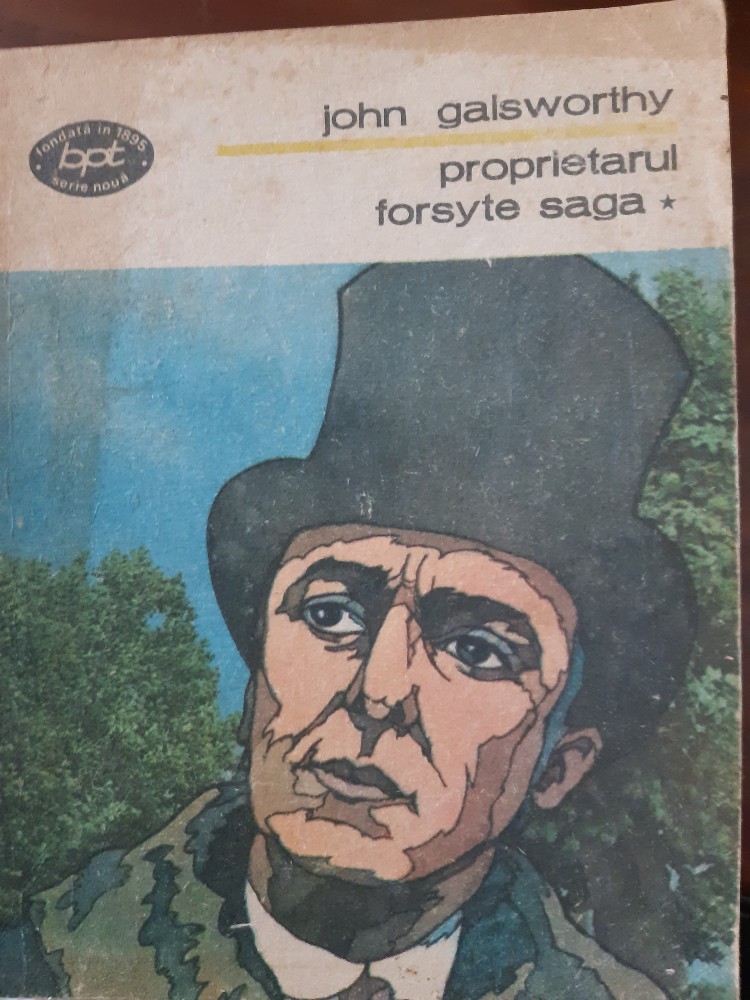 john galsworthy
fondată în 1895
bpt
serie nouă
proprietarul
forsyte saga *